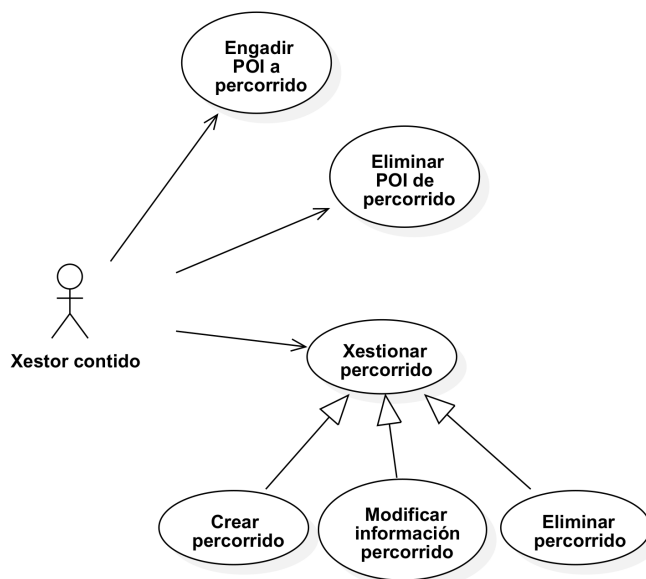 Engadir
POI a
percorrido
Eliminar
POI de
percorrido
Xestor contido
Xestionar
percorrido
Crear
percorrido
Modificar
información
percorrido
Eliminar
percorrido